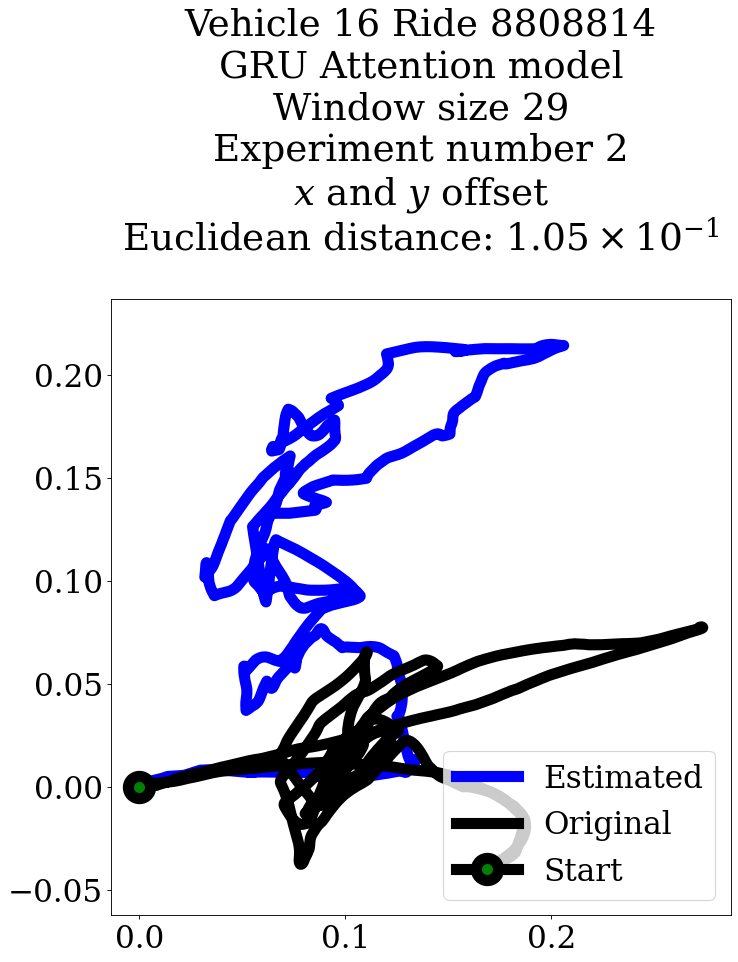 Vehicle 16 Ride 8808814
GRU Attention model
Window size 29
Experiment number 2
x and y offset
Euclidean distance: 1.05 × 10⁻¹
0.20
0.15
0.10
0.05
0.00
−0.05
0.0 0.1 0.2
Estimated
Original
Start